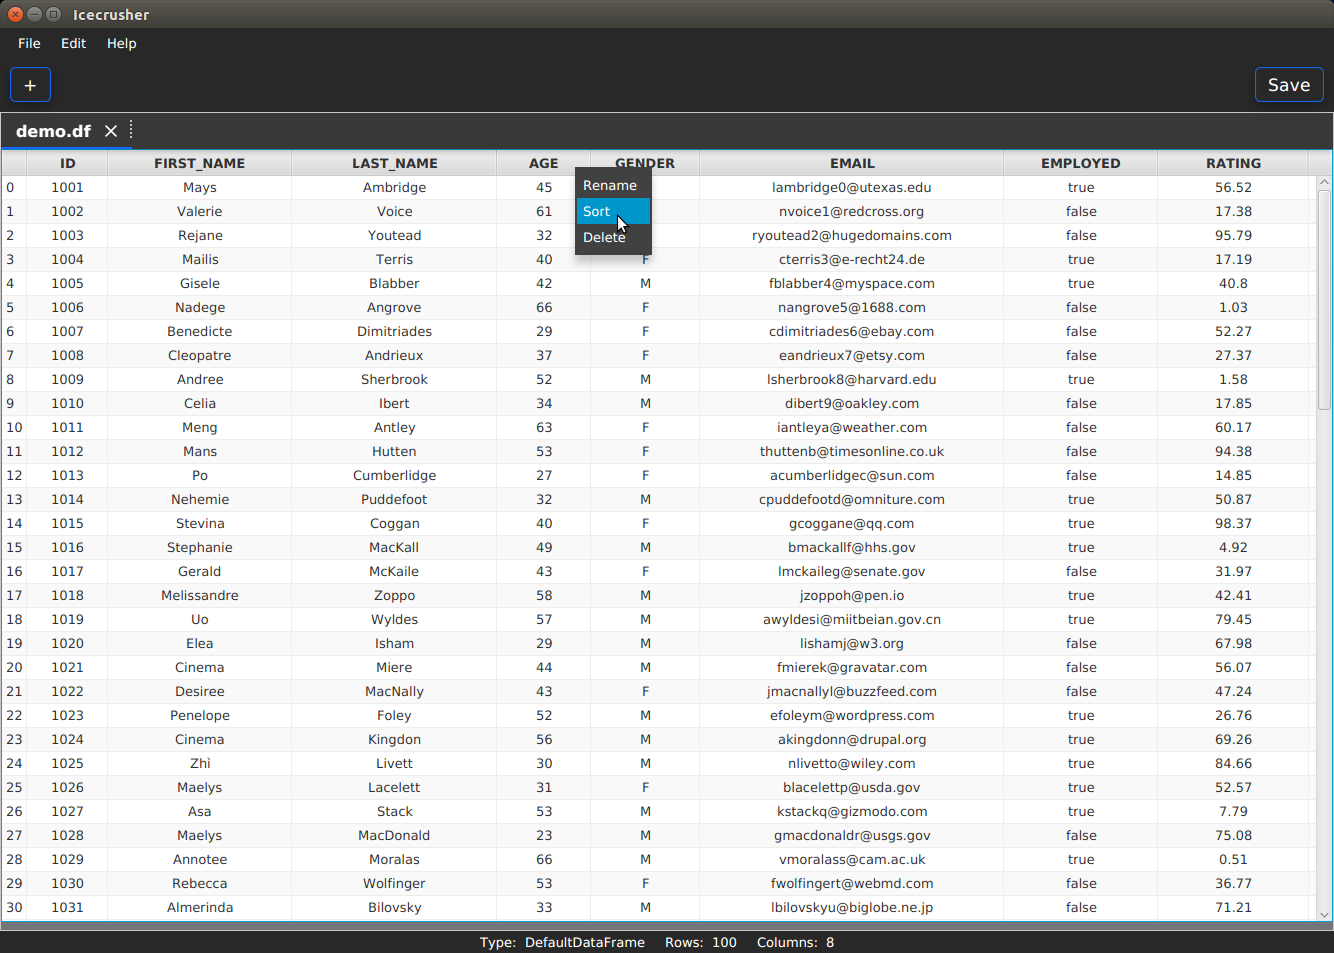 Icecrusher
File Edit Help
+ Save
demo.df
ID FIRST_NAME LAST_NAME AGE GENDER EMAIL EMPLOYED RATING
0 1001 Mays Ambridge 45 lambridge0@utexas.edu true 56.52
1 1002 Valerie Voice 61 nvoice1@redcross.org false 17.38
2 1003 Rejane Youtead 32 ryoutead2@hugedomains.com false 95.79
Rename
Sort
Delete
3 1004 Mailis Terris 40 F cterris3@e-recht24.de true 17.19
4 1005 Gisele Blabber 42 M fblabber4@myspace.com true 40.8
5 1006 Nadege Angrove 66 F nangrove5@1688.com false 1.03
6 1007 Benedicte Dimitriades 29 F cdimitriades6@ebay.com false 52.27
7 1008 Cleopatre Andrieux 37 F eandrieux7@etsy.com false 27.37
8 1009 Andree Sherbrook 52 M lsherbrook8@harvard.edu true 1.58
9 1010 Celia Ibert 34 M dibert9@oakley.com false 17.85
10 1011 Meng Antley 63 F iantleya@weather.com false 60.17
11 1012 Mans Hutten 53 F thuttenb@timesonline.co.uk false 94.38
12 1013 Po Cumberlidge 27 F acumberlidgec@sun.com false 14.85
13 1014 Nehemie Puddefoot 32 M cpuddefootd@omniture.com true 50.87
14 1015 Stevina Coggan 40 F gcoggane@qq.com true 98.37
15 1016 Stephanie MacKall 49 M bmackallf@hhs.gov true 4.92
16 1017 Gerald McKaile 43 F lmckaileg@senate.gov false 31.97
17 1018 Melissandre Zoppo 58 M jzoppoh@pen.io true 42.41
18 1019 Uo Wyldes 57 M awyldesi@miitbeian.gov.cn true 79.45
19 1020 Elea Isham 29 M lishamj@w3.org false 67.98
20 1021 Cinema Miere 44 M fmierek@gravatar.com false 56.07
21 1022 Desiree MacNally 43 F jmacnallyl@buzzfeed.com false 47.24
22 1023 Penelope Foley 52 M efoleym@wordpress.com true 26.76
23 1024 Cinema Kingdon 56 M akingdonn@drupal.org true 69.26
24 1025 Zhì Livett 30 M nlivetto@wiley.com true 84.66
25 1026 Maelys Lacelett 31 F blacelettp@usda.gov true 52.57
26 1027 Asa Stack 53 M kstackq@gizmodo.com true 7.79
27 1028 Maelys MacDonald 23 M gmacdonaldr@usgs.gov false 75.08
28 1029 Annotee Moralas 66 M vmoralass@cam.ac.uk true 0.51
29 1030 Rebecca Wolfinger 53 F fwolfingert@webmd.com false 36.77
30 1031 Almerinda Bilovsky 33 M lbilovskyu@biglobe.ne.jp false 71.21
Type: DefaultDataFrame Rows: 100 Columns: 8